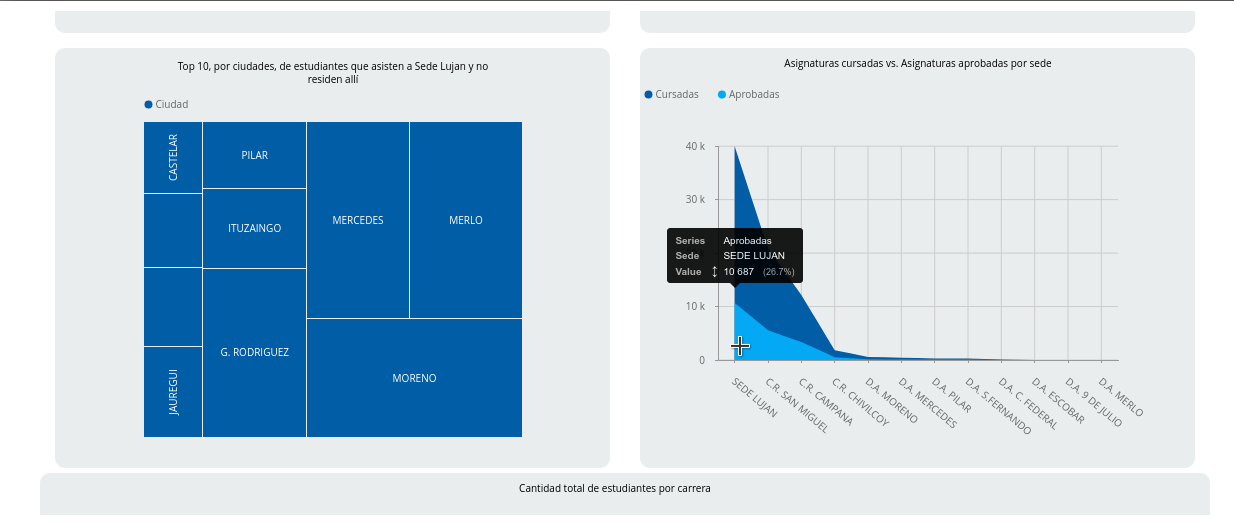 Top 10, por ciudades, de estudiantes que asisten a Sede Lujan y no
residen allí
Ciudad
CASTELAR
PILAR
ITUZAINGO
MERCEDES
MERLO
G. RODRIGUEZ
JAUREGUI
MORENO
Asignaturas cursadas vs. Asignaturas aprobadas por sede
Cursadas
Aprobadas
40 k
30 k
10 k
0
Series Aprobadas
Sede SEDE LUJAN
Value 10 687 (26.7%)
SEDE LUJAN
C.R. SAN MIGUEL
C.R. CAMPANA
C.R. CHIVILCOY
D.A. MORENO
D.A. MERCEDES
D.A. PILAR
D.A. S.FERNANDO
D.A. C. FEDERAL
D.A. ESCOBAR
D.A. 9 DE JULIO
D.A. MERLO
Cantidad total de estudiantes por carrera